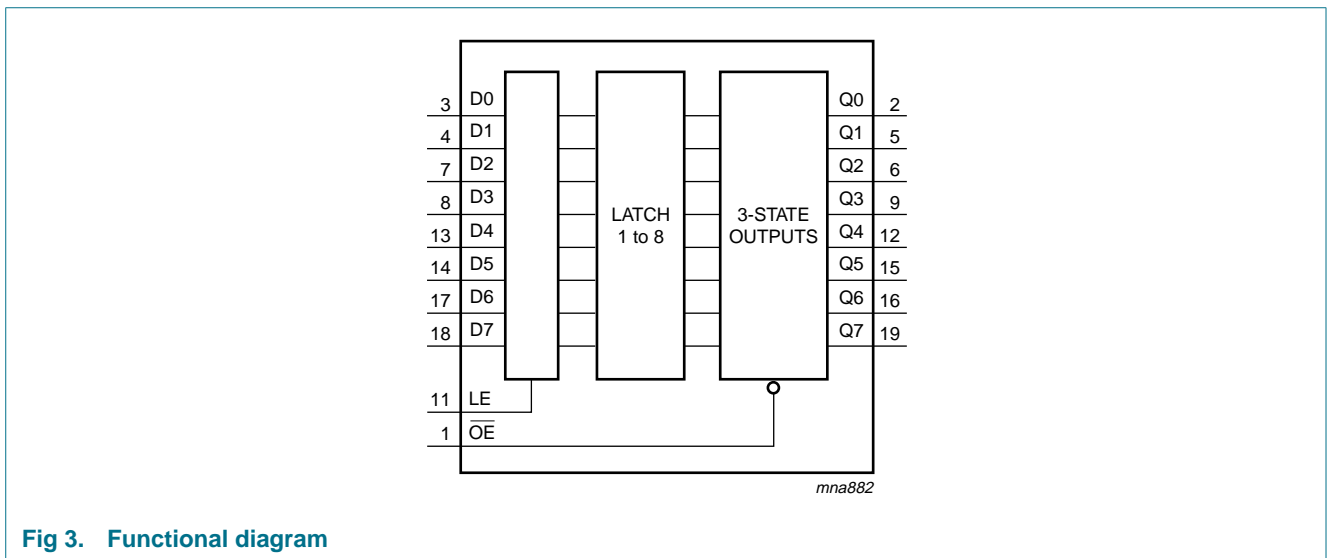 3 D0 Q0 2
4 D1 Q1 5
7 D2 Q2 6
8 D3 Q3 9
LATCH 3-STATE
1 to 8 OUTPUTS
13 D4 Q4 12
14 D5 Q5 15
17 D6 Q6 16
18 D7 Q7 19
11 LE
1 O̅E̅
mna882
Fig 3. Functional diagram